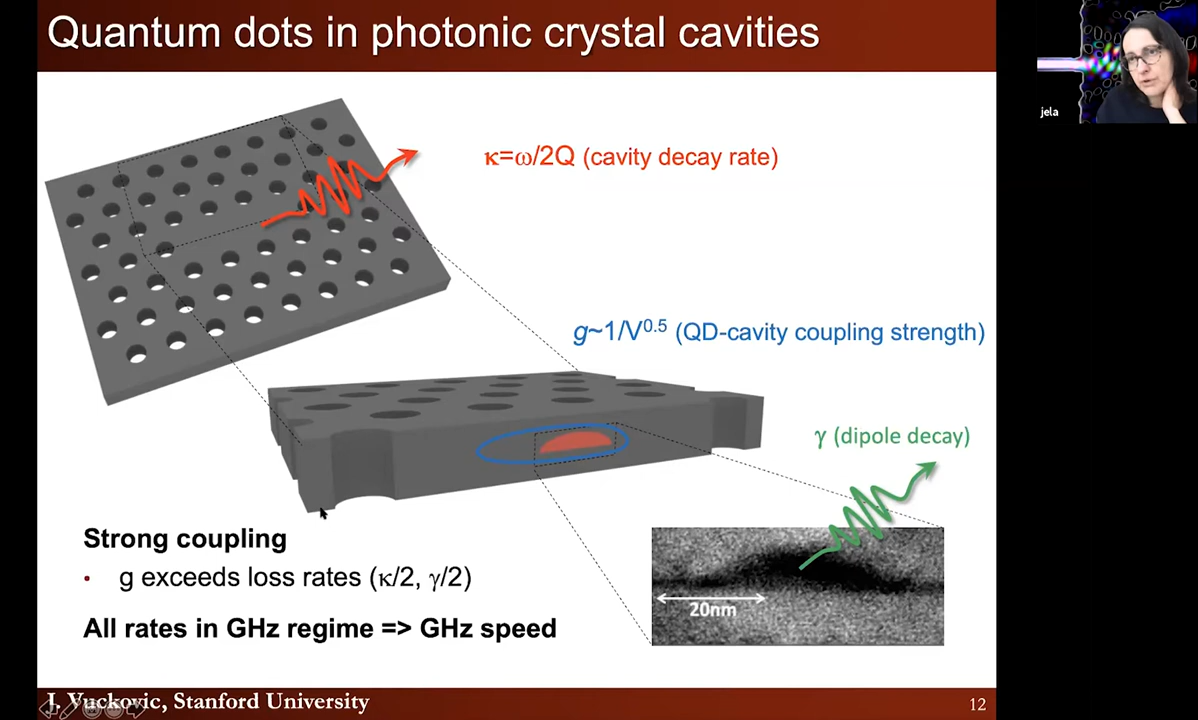 Quantum dots in photonic crystal cavities
jela
κ=ω/2Q (cavity decay rate)
g~1/V^0.5 (QD-cavity coupling strength)
γ (dipole decay)
Strong coupling
• g exceeds loss rates (κ/2, γ/2)
20nm
All rates in GHz regime => GHz speed
J. Vuckovic, Stanford University
12